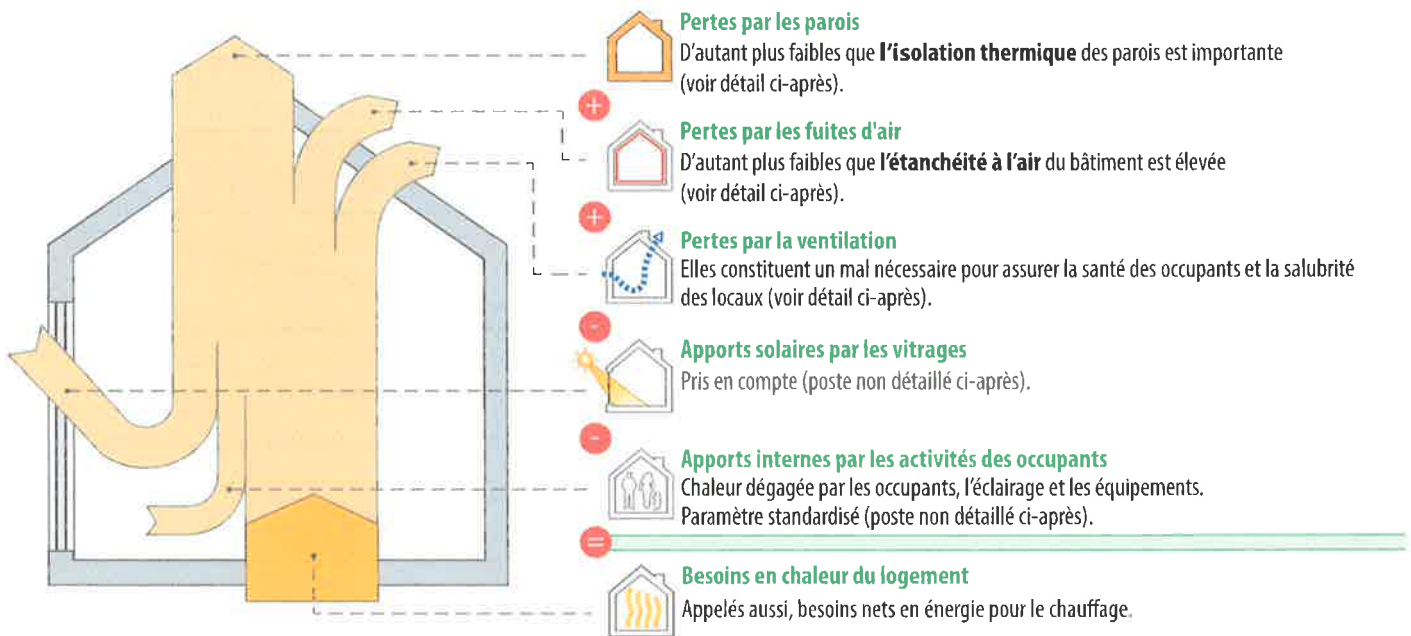 Pertes par les parois
D'autant plus faibles que l'isolation thermique des parois est importante
(voir détail ci-après).
+
Pertes par les fuites d'air
D'autant plus faibles que l'étanchéité à l'air du bâtiment est élevée
(voir détail ci-après).
+
Pertes par la ventilation
Elles constituent un mal nécessaire pour assurer la santé des occupants et la salubrité
des locaux (voir détail ci-après).
-
Apports solaires par les vitrages
Pris en compte (poste non détaillé ci-après).
-
Apports internes par les activités des occupants
Chaleur dégagée par les occupants, l'éclairage et les équipements.
Paramètre standardisé (poste non détaillé ci-après).
=
Besoins en chaleur du logement
Appelés aussi, besoins nets en énergie pour le chauffage.